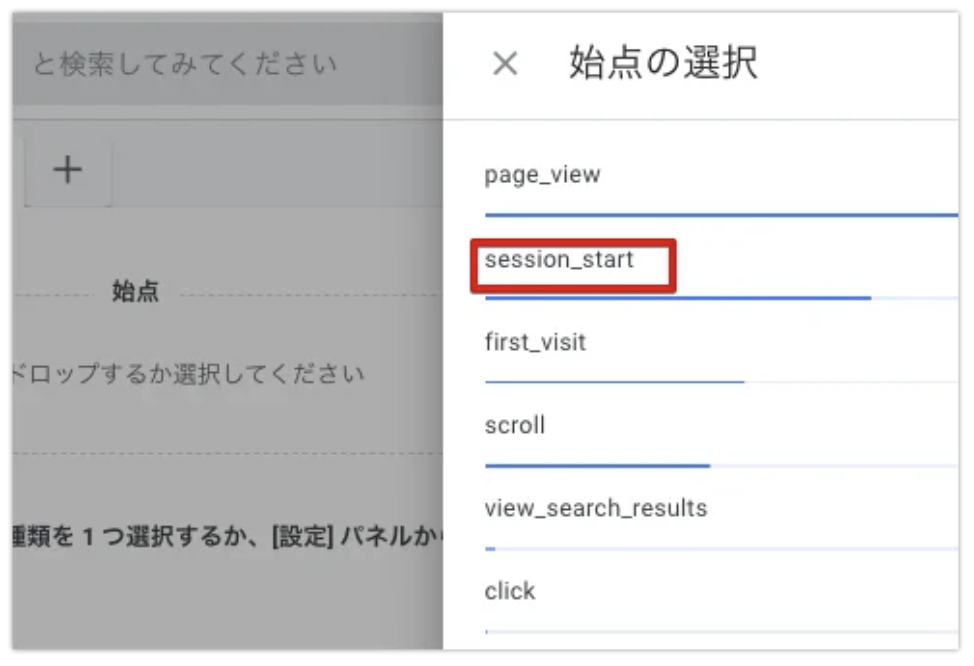 と検索してみてください
始点の選択
page_view
session_start
始点
first_visit
ドロップするか選択してください
scroll
view_search_results
種類を 1 つ選択するか、[設定] パネルから
click